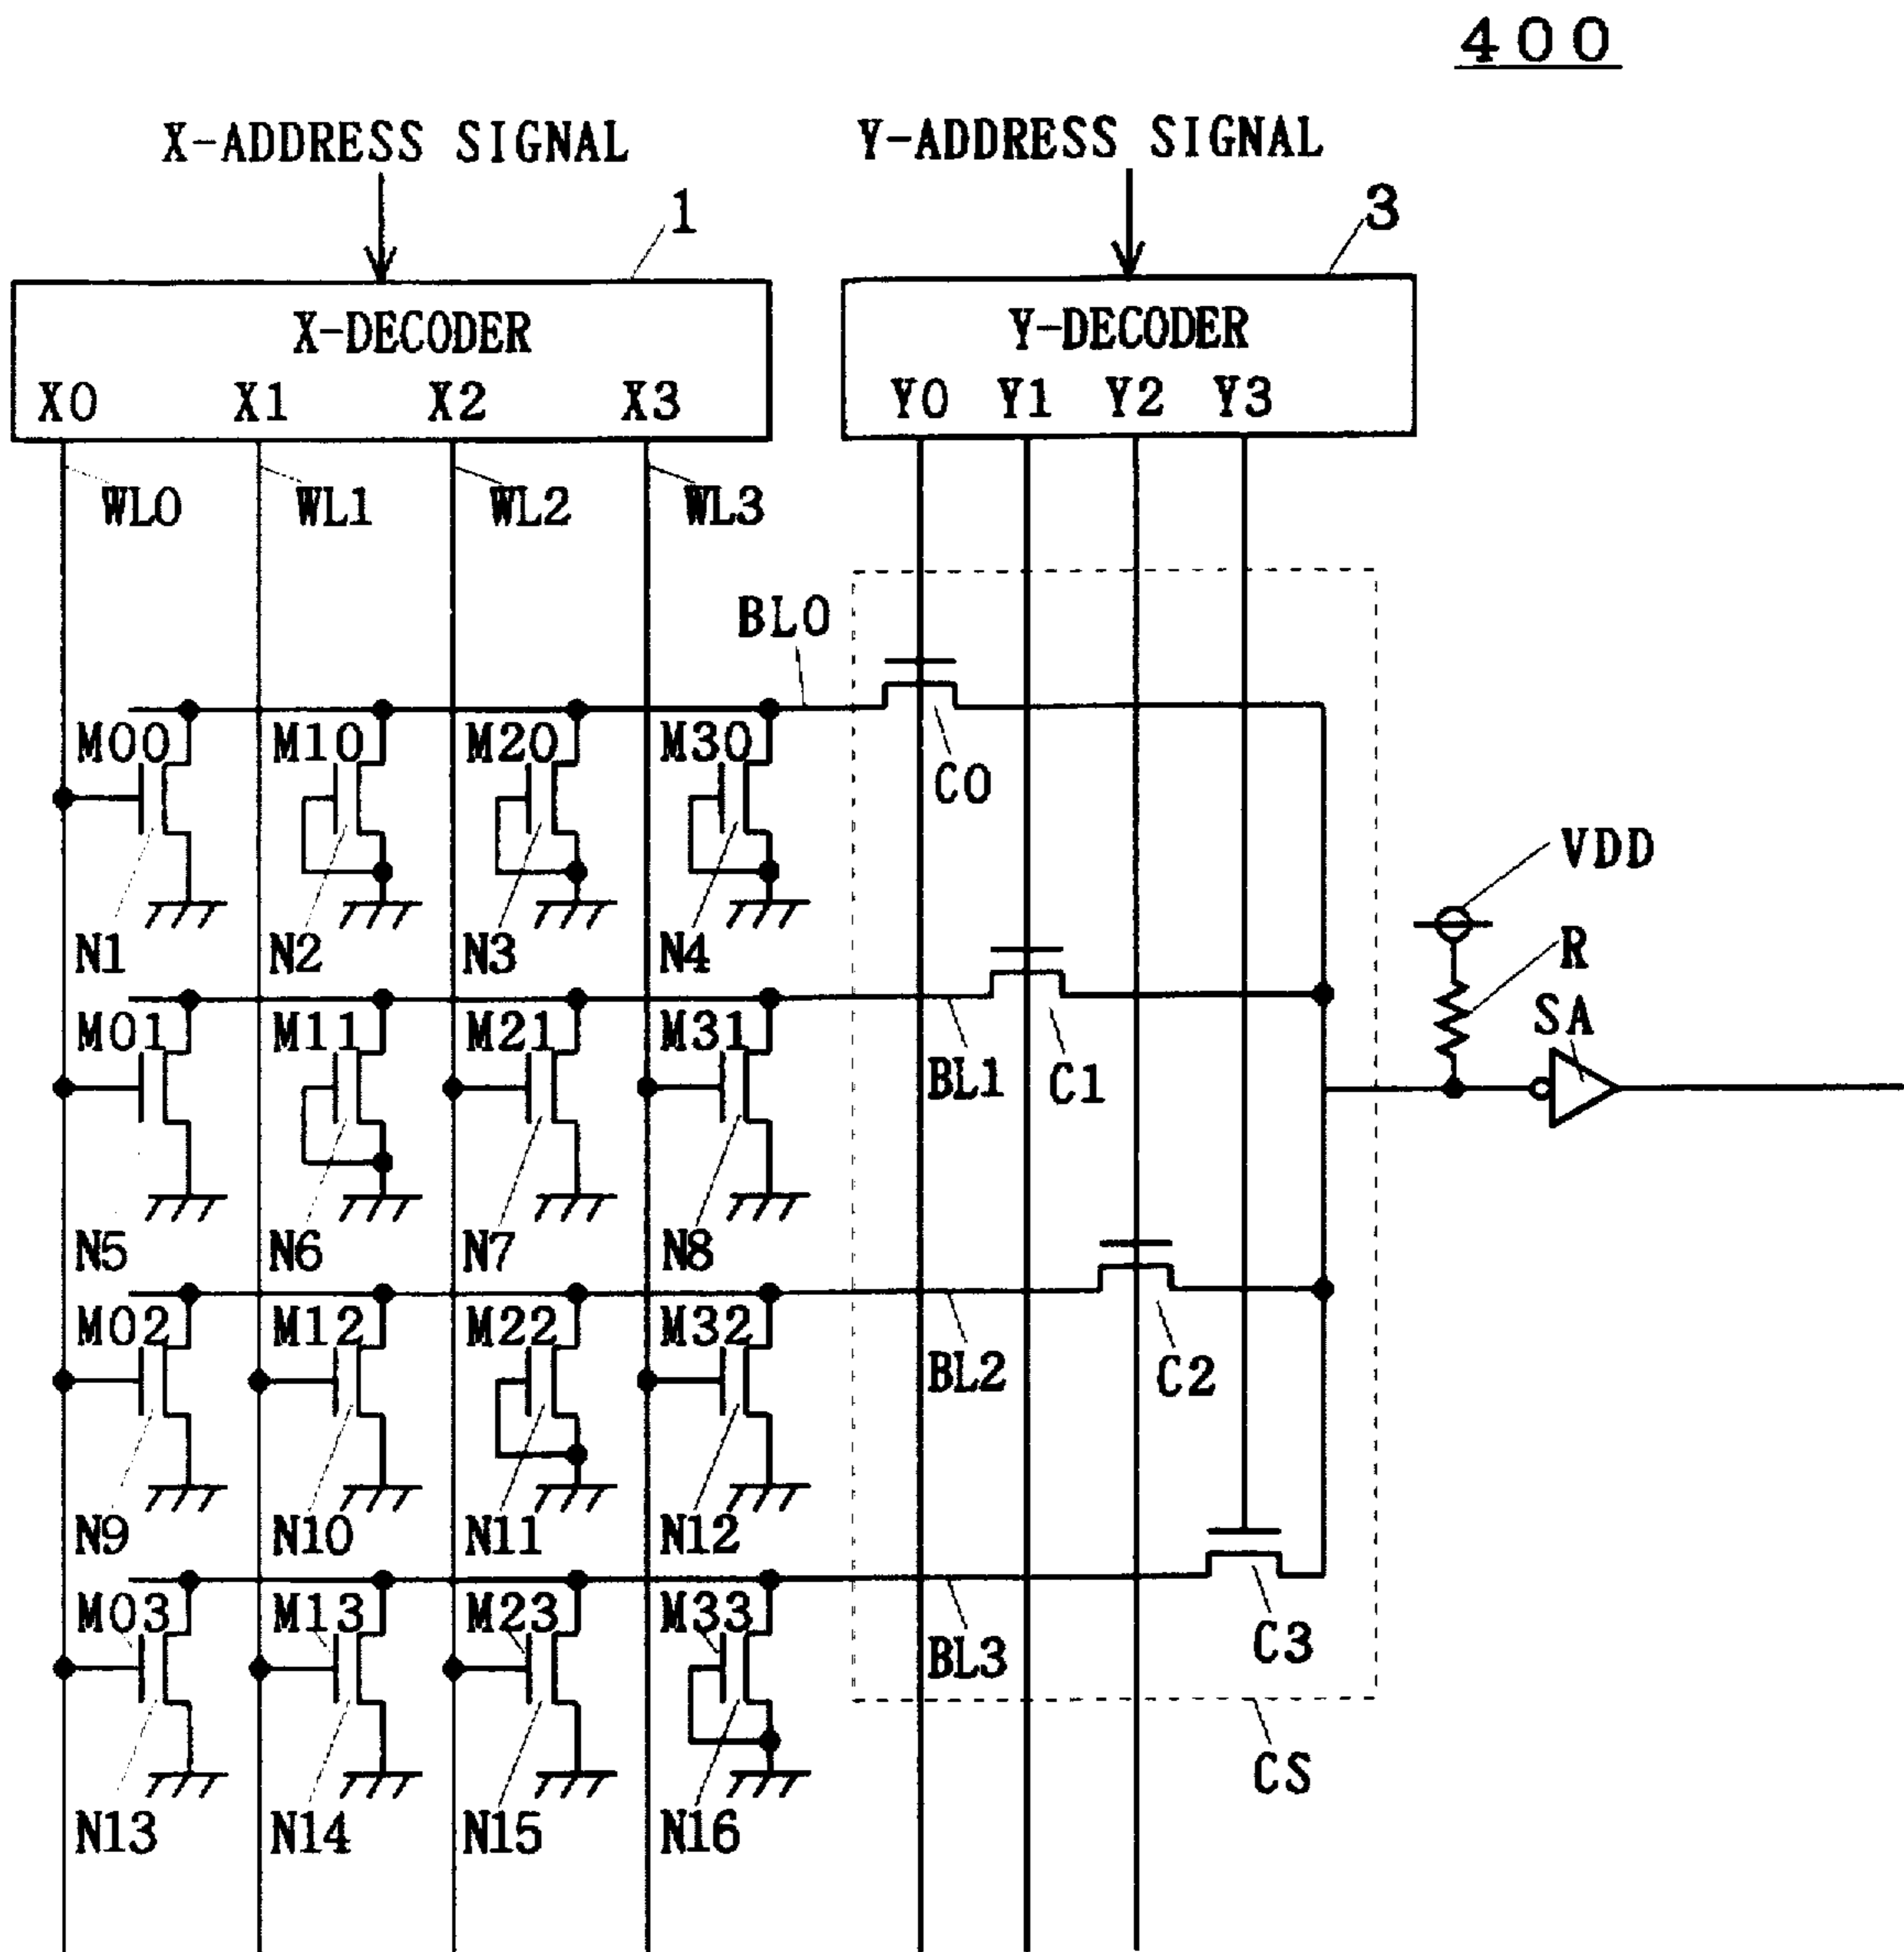 400
X-ADDRESS SIGNAL
Y-ADDRESS SIGNAL
1
3
X-DECODER
Y-DECODER
X0 X1 X2 X3
Y0 Y1 Y2 Y3
WL0 WL1 WL2 WL3
BL0
M00 M10 M20 M30
C0
VDD
N1 N2 N3 N4
R
SA
M01 M11 M21 M31
BL1 C1
N5 N6 N7 N8
M02 M12 M22 M32
BL2 C2
N9 N10 N11 N12
M03 M13 M23 M33
BL3 C3
CS
N13 N14 N15 N16